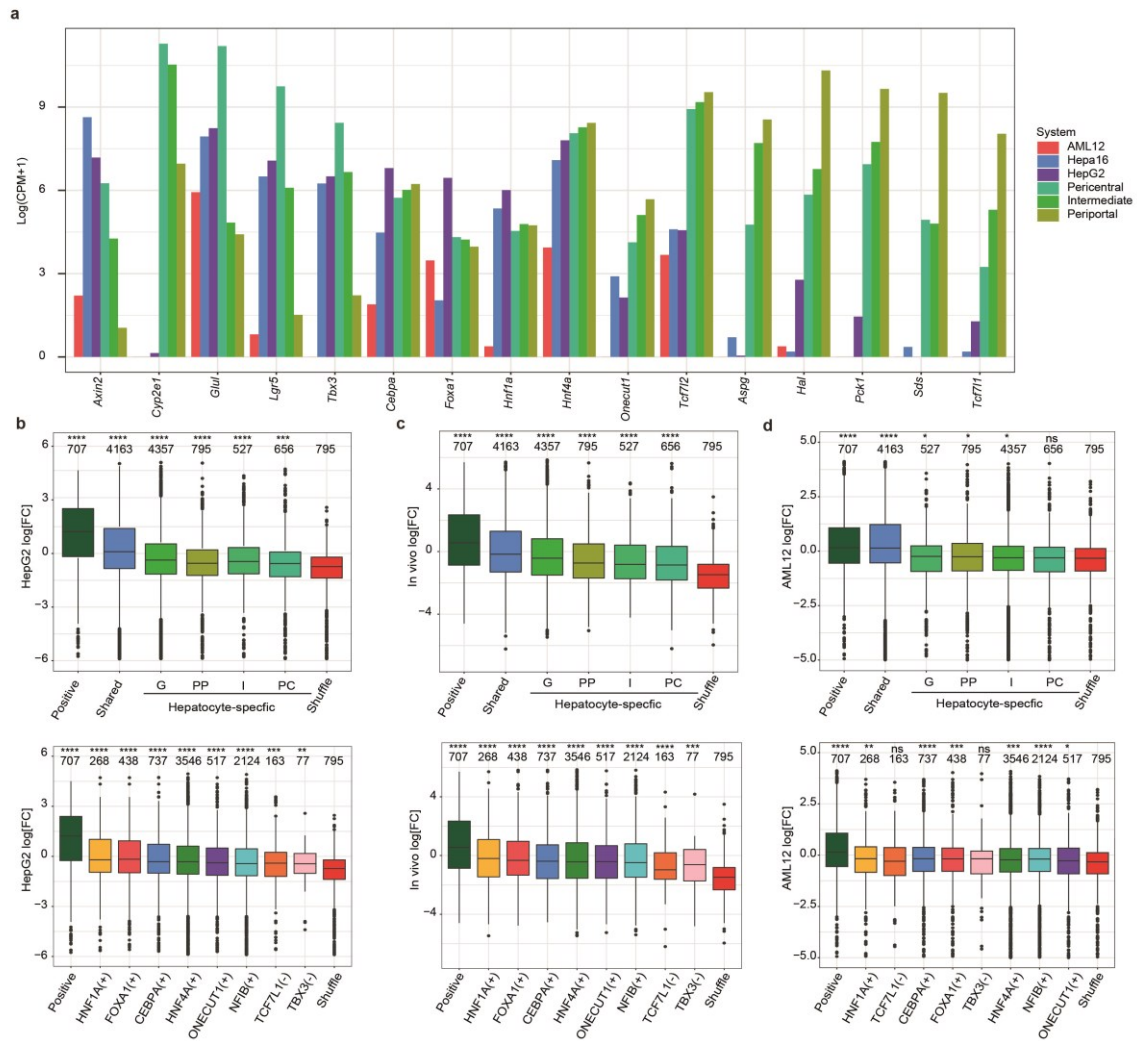 a
Log(CPM+1)
9
6
3
0
Axin2 Cyp2e1 Glul Lgr5 Tbx3 Cebpa Foxa1 Hnf1a Hnf4a Onecut1 Tcf7l2 Aspg Hal Pck1 Sds Tcf7l1
System
AML12
Hepa16
HepG2
Pericentral
Intermediate
Periportal
b
HepG2 log[FC]
6
3
0
−3
−6
**** **** **** **** **** ***
707 4163 4357 795 527 656 795
Positive Shared G PP I PC Shuffle
Hepatocyte-specfic
c
In vivo log[FC]
4
0
−4
**** **** **** **** **** ****
707 4163 4357 795 527 656 795
Positive Shared G PP I PC Shuffle
Hepatocyte-specfic
d
AML12 log[FC]
5.0
2.5
0.0
−2.5
−5.0
**** **** * * * ns
707 4163 527 795 4357 656 795
Positive Shared G PP I PC Shuffle
Hepatocyte-specfic
HepG2 log[FC]
6
3
0
−3
−6
**** **** **** **** **** **** **** *** **
707 268 438 737 3546 517 2124 163 77 795
Positive HNF1A(+) FOXA1(+) CEBPA(+) HNF4A(+) ONECUT1(+) NFIB(+) TCF7L1(-) TBX3(-) Shuffle
In vivo log[FC]
4
0
−4
**** **** **** **** **** **** **** **** ***
707 268 438 737 3546 517 2124 163 77 795
Positive HNF1A(+) FOXA1(+) CEBPA(+) HNF4A(+) ONECUT1(+) NFIB(+) TCF7L1(-) TBX3(-) Shuffle
AML12 log[FC]
5.0
2.5
0.0
−2.5
−5.0
**** ** ns **** *** ns *** **** *
707 268 163 737 438 77 3546 2124 517 795
Positive HNF1A(+) TCF7L1(-) CEBPA(+) FOXA1(+) TBX3(-) HNF4A(+) NFIB(+) ONECUT1(+) Shuffle